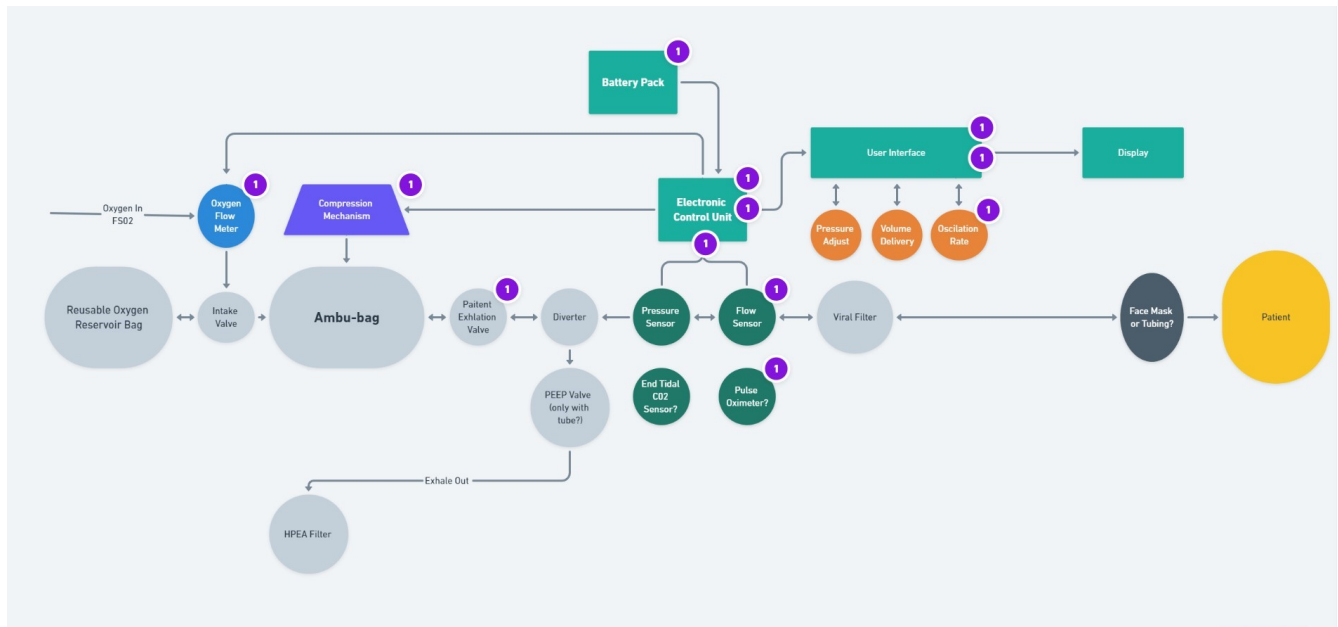 1
Battery Pack
1
User Interface
1
Display
1
1
Oxygen
Flow
Meter
1
Compression
Mechanism
1
Electronic
Control Unit
1
Oxygen In
FS02
1
Pressure
Adjust
Volume
Delivery
Oscilation
Rate
1
Reusable Oxygen
Reservoir Bag
Intake
Valve
Ambu-bag
Paitent
Exhlation
Valve
1
Diverter
Pressure
Sensor
Flow
Sensor
1
Viral Filter
Face Mask
or Tubing?
Patient
PEEP Valve
(only with
tube?)
End Tidal
C02
Sensor?
Pulse
Oximeter?
1
Exhale Out
HPEA Filter